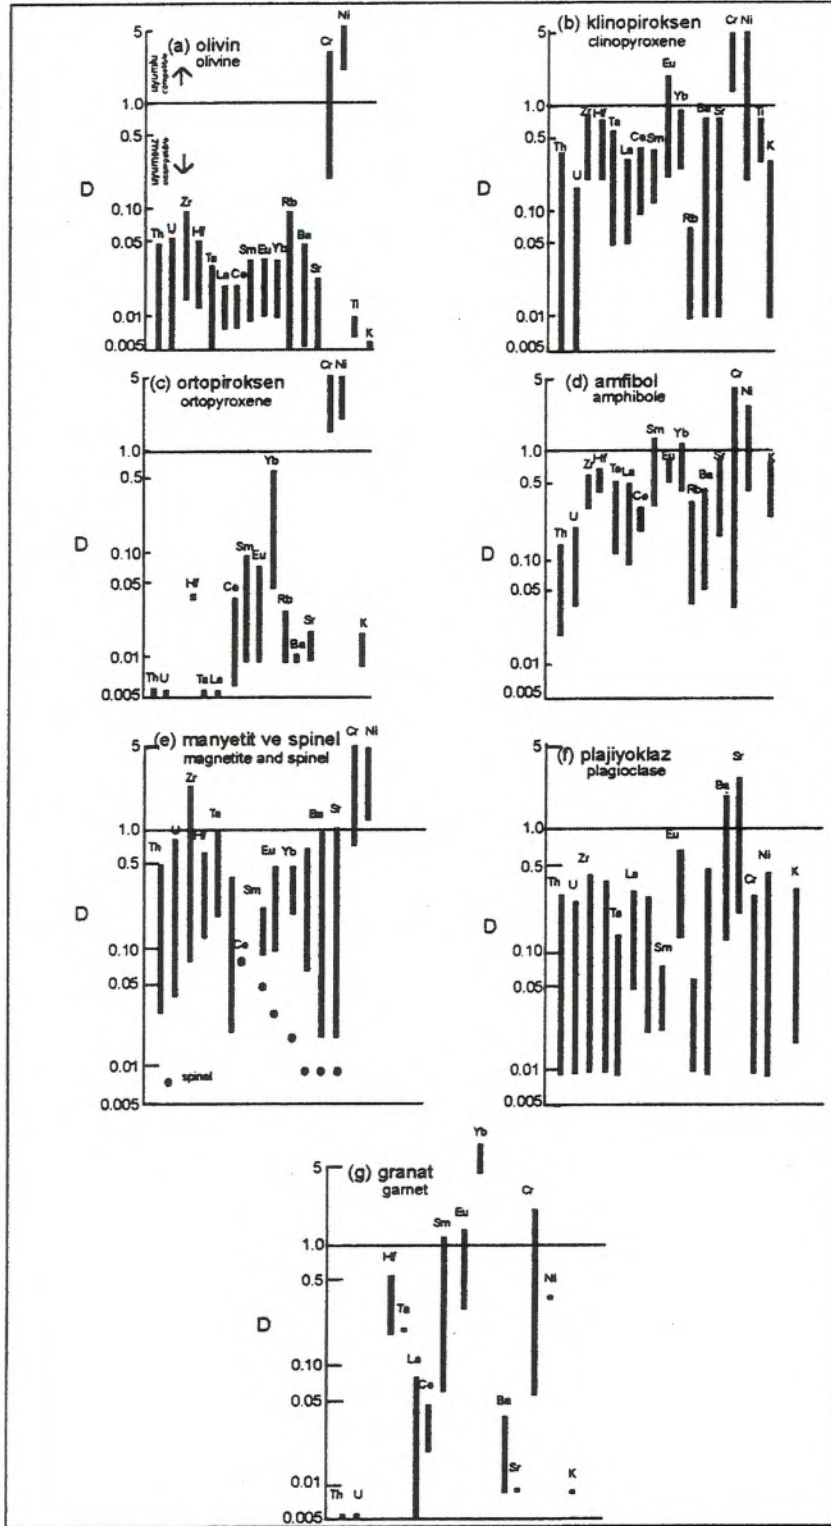 (a) olivin
olivine
uyumlu
compatible
D
5
1.0
0.5
0.10
0.05
0.01
0.005
Th U Zr Hf Ta La Ce Sm Eu Yb Rb Ba Sr Cr Ni Ti K
(b) klinopiroksen
clinopyroxene
5
1.0
0.5
0.10
0.05
0.01
0.005
Th U Zr Hf Ta La Ce Sm Eu Yb Rb Ba Sr Cr Ni Ti K
(c) ortopiroksen
ortopyroxene
D
5
1.0
0.5
0.10
0.05
0.01
0.005
Th U Hf Ta La Ce Sm Eu Yb Rb Ba Sr Cr Ni K
(d) amfibol
amphibole
D
5
1.0
0.5
0.10
0.05
0.01
0.005
Th U Zr Hf Ta La Ce Sm Eu Yb Rb Ba Sr Cr Ni K
(e) manyetit ve spinel
magnetite and spinel
D
5
1.0
0.5
0.10
0.05
0.01
0.005
Th U Zr Hf Ta Ce Sm Eu Yb Ba Sr Cr Ni
spinel
(f) plajiyoklaz
plagioclase
D
5
1.0
0.5
0.10
0.05
0.01
0.005
Th U Zr Ta La Sm Eu Ba Sr Cr Ni K
(g) granat
garnet
D
5
1.0
0.5
0.10
0.05
0.01
0.005
Th U Hf Ta La Ce Sm Eu Yb Ba Sr Cr Ni K